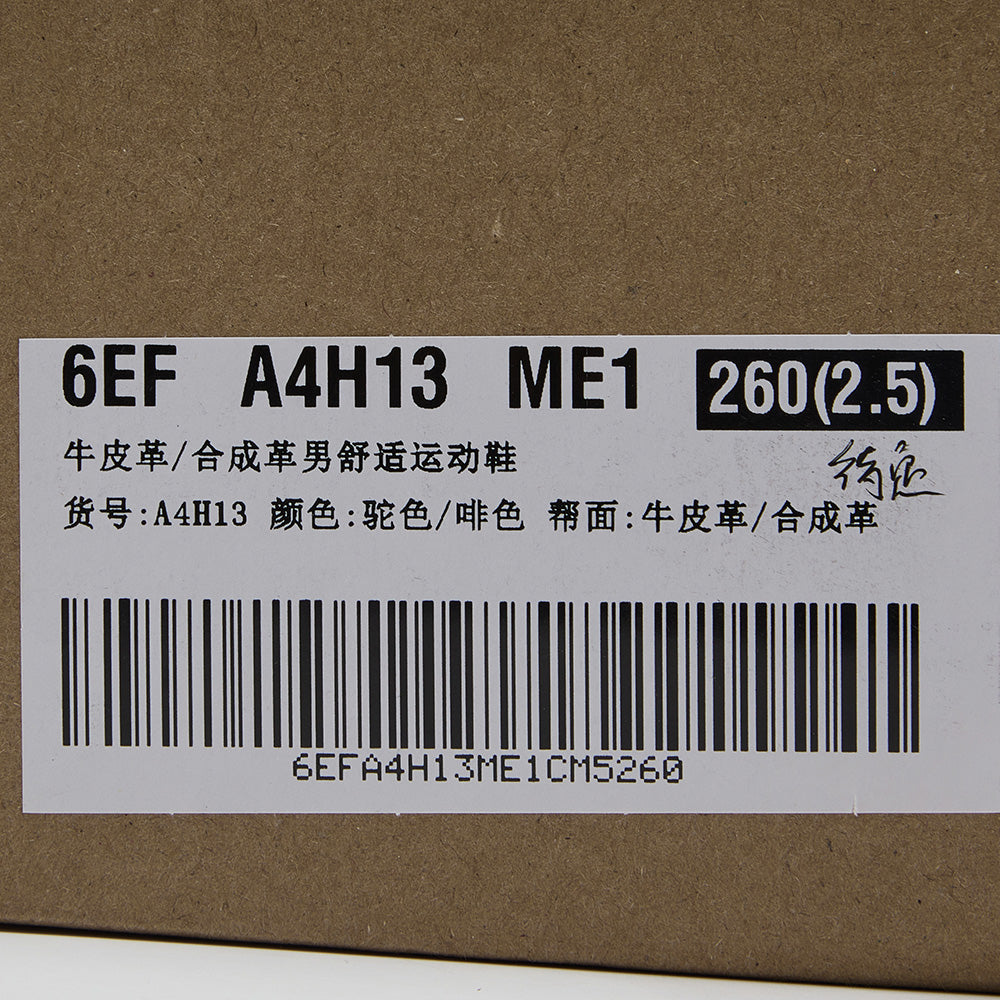 6EF A4H13 ME1 260(2.5)
牛皮革/合成革男舒适运动鞋
货号:A4H13 颜色:驼色/啡色 帮面:牛皮革/合成革
6EFA4H13ME1CM5260